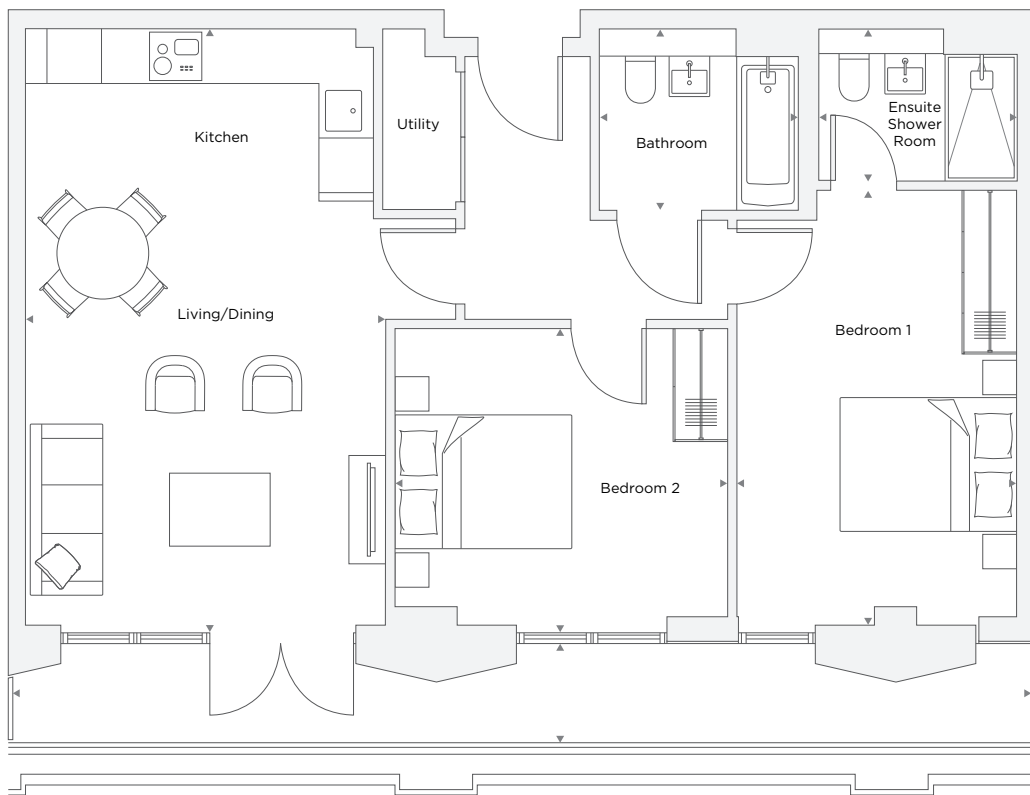 Kitchen
Utility
Bathroom
Ensuite
Shower
Room
Living/Dining
Bedroom 1
Bedroom 2